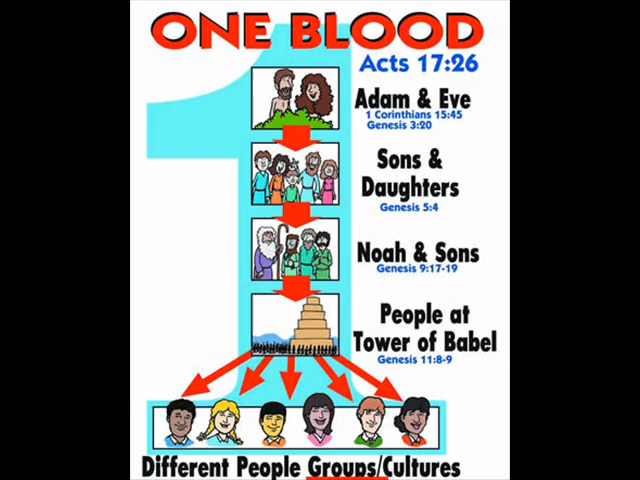 ONE BLOOD
Acts 17:26
Adam & Eve
1 Corinthians 15:45
Genesis 3:20
Sons &
Daughters
Genesis 5:4
Noah & Sons
Genesis 9:17-19
People at
Tower of Babel
Genesis 11:8-9
Different People Groups/Cultures